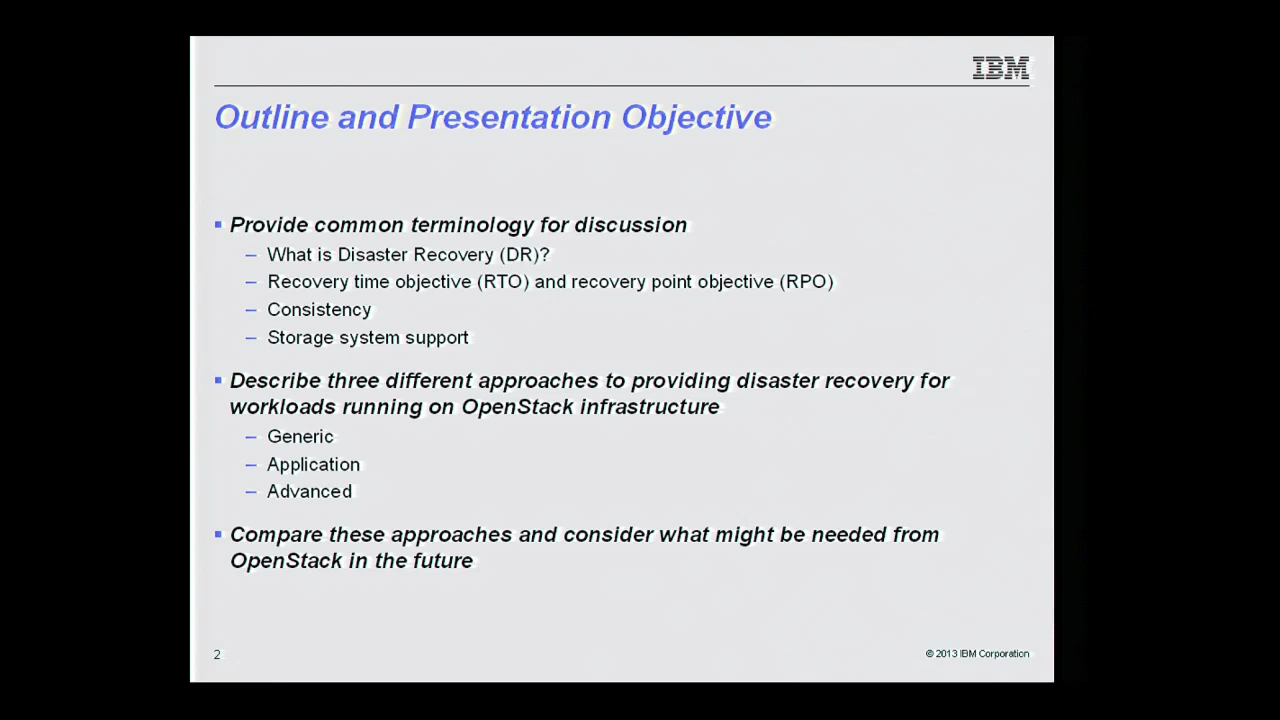 IBM
Outline and Presentation Objective
▪ Provide common terminology for discussion
– What is Disaster Recovery (DR)?
– Recovery time objective (RTO) and recovery point objective (RPO)
– Consistency
– Storage system support
▪ Describe three different approaches to providing disaster recovery for
workloads running on OpenStack infrastructure
– Generic
– Application
– Advanced
▪ Compare these approaches and consider what might be needed from
OpenStack in the future
2
© 2013 IBM Corporation